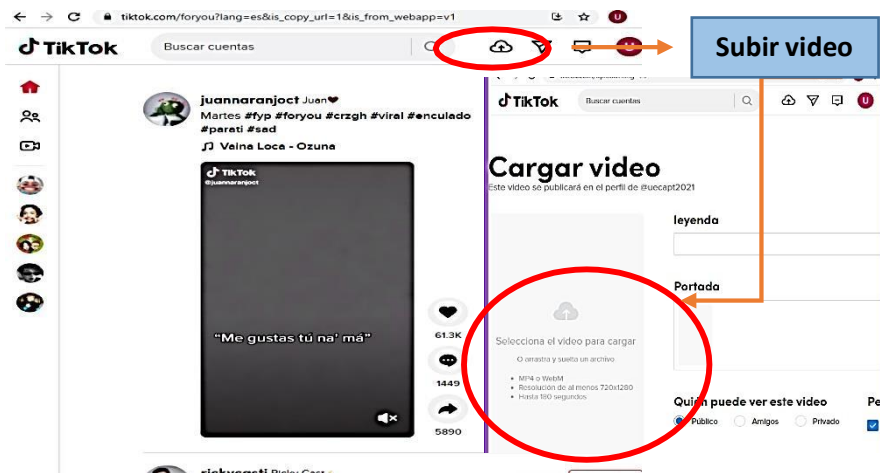 tiktok.com/foryou?lang=es&is_copy_url=1&is_from_webapp=v1
TikTok
Buscar cuentas
U
Subir video
juannaranjoct Juan❤
Martes #fyp #foryou #crzgh #viral #enculado
#parati #sad
Vaina Loca - Ozuna
TikTok
@juannaranjoct
"Me gustas tú na' má"
61.3K
1449
5890
TikTok
Buscar cuentas
U
Cargar video
Este video se publicará en el perfil de @uecapt2021
leyenda
Portada
Selecciona el video para cargar
O arrastra y suelta un archivo
• MP4 o WebM
• Resolución de al menos 720x1280
• Hasta 180 segundos
Quién puede ver este video
Público
Amigos
Privado
Pe